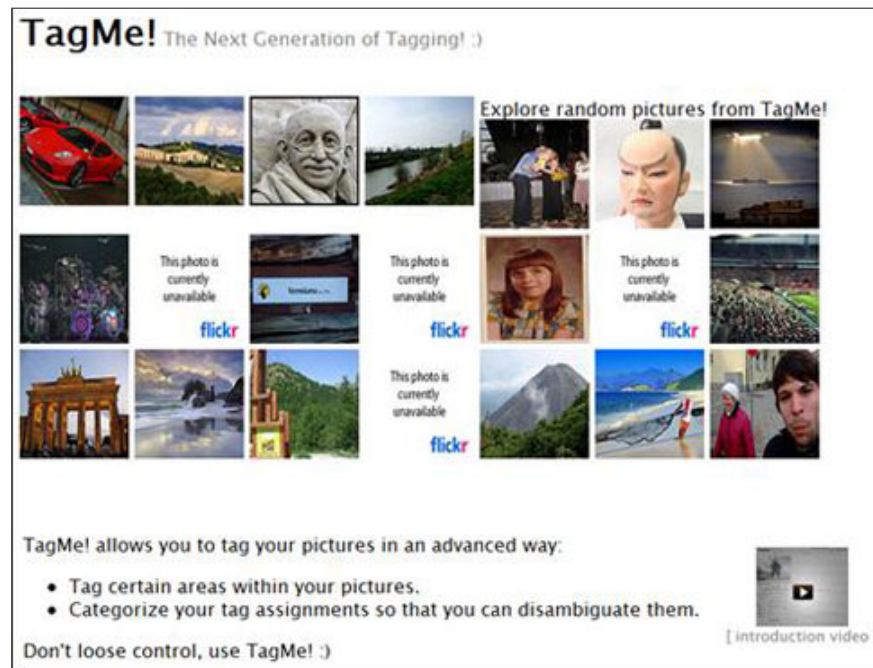 TagMe! The Next Generation of Tagging! :)
Explore random pictures from TagMe!
This photo is
currently
unavailable
flickr
This photo is
currently
unavailable
flickr
This photo is
currently
unavailable
flickr
This photo is
currently
unavailable
flickr
TagMe! allows you to tag your pictures in an advanced way:
• Tag certain areas within your pictures.
• Categorize your tag assignments so that you can disambiguate them.
[ introduction video
Don't loose control, use TagMe! :)